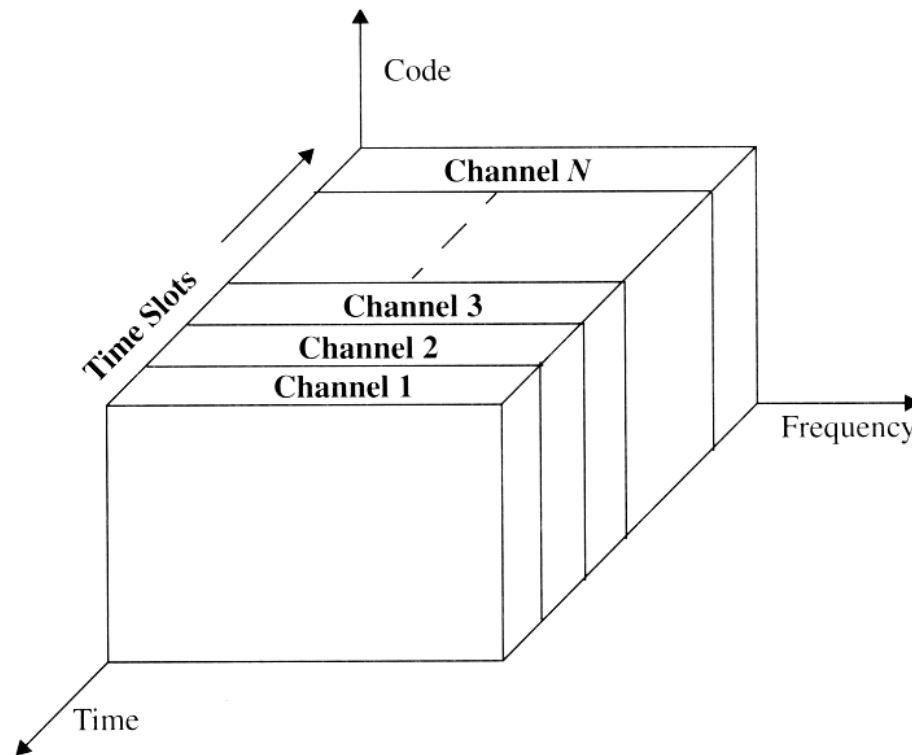 Code
Channel N
Time Slots
Channel 3
Channel 2
Channel 1
Frequency
Time